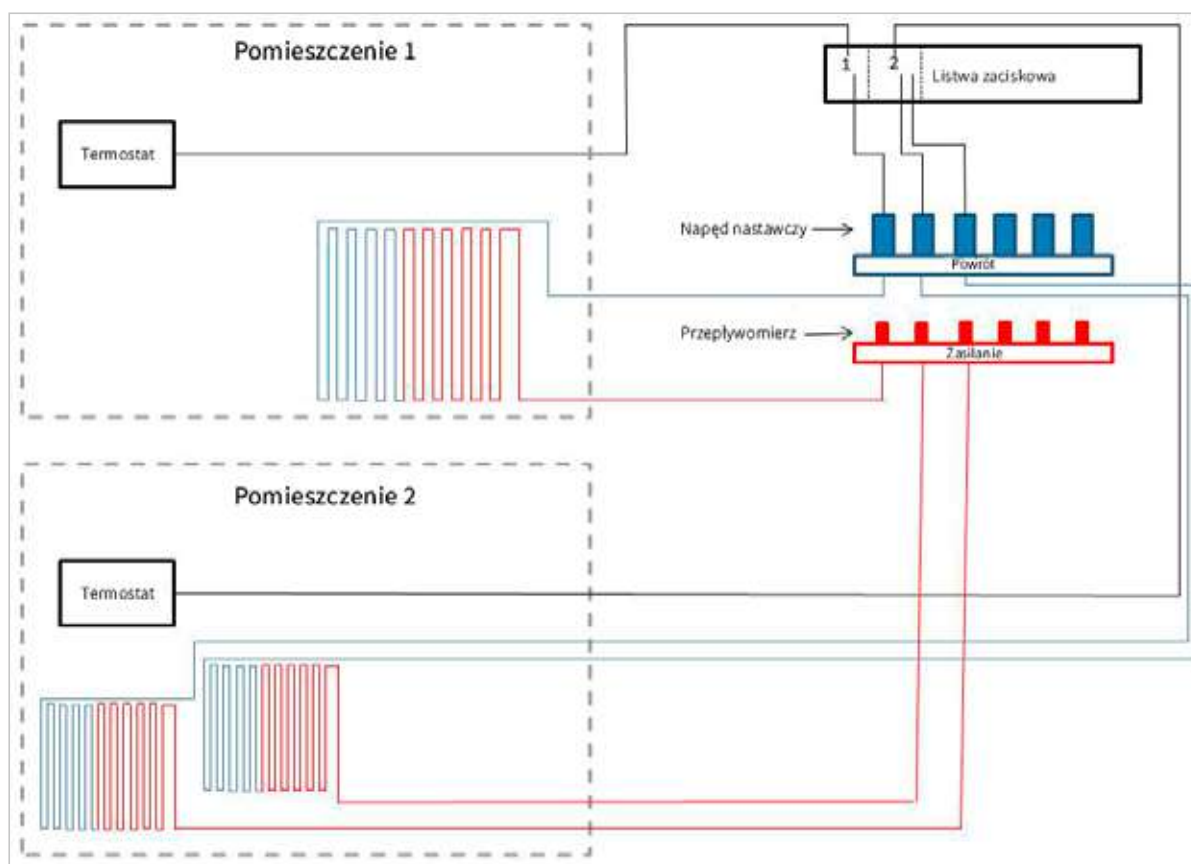 Pomieszczenie 1
1
2
Listwa zaciskowa
Termostat
Napęd nastawczy
Powrót
Przepływomierz
Zasilanie
Pomieszczenie 2
Termostat